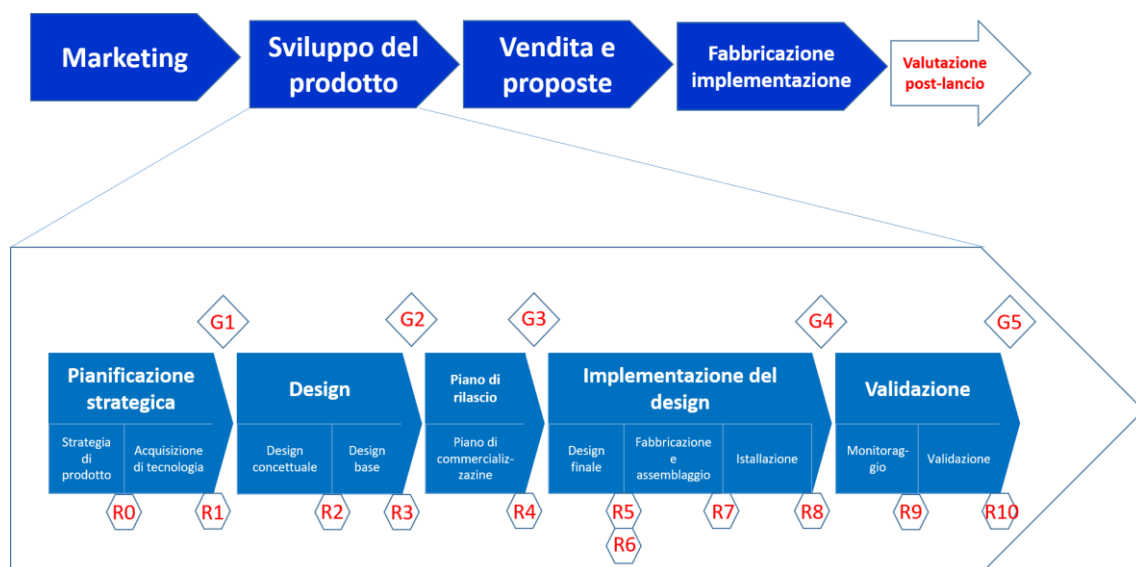 Marketing
Sviluppo del
prodotto
Vendita e
proposte
Fabbricazione
implementazione
Valutazione
post-lancio
G1
G2
G3
G4
G5
Pianificazione
strategica
Design
Piano di
rilascio
Implementazione del
design
Validazione
Strategia
di
prodotto
Acquisizione
di tecnologia
Design
concettuale
Design
base
Piano di
commercializ-
zazine
Design
finale
Fabbricazione
e
assemblaggio
Istallazione
Monitorag-
gio
Validazione
R0
R1
R2
R3
R4
R5
R6
R7
R8
R9
R10